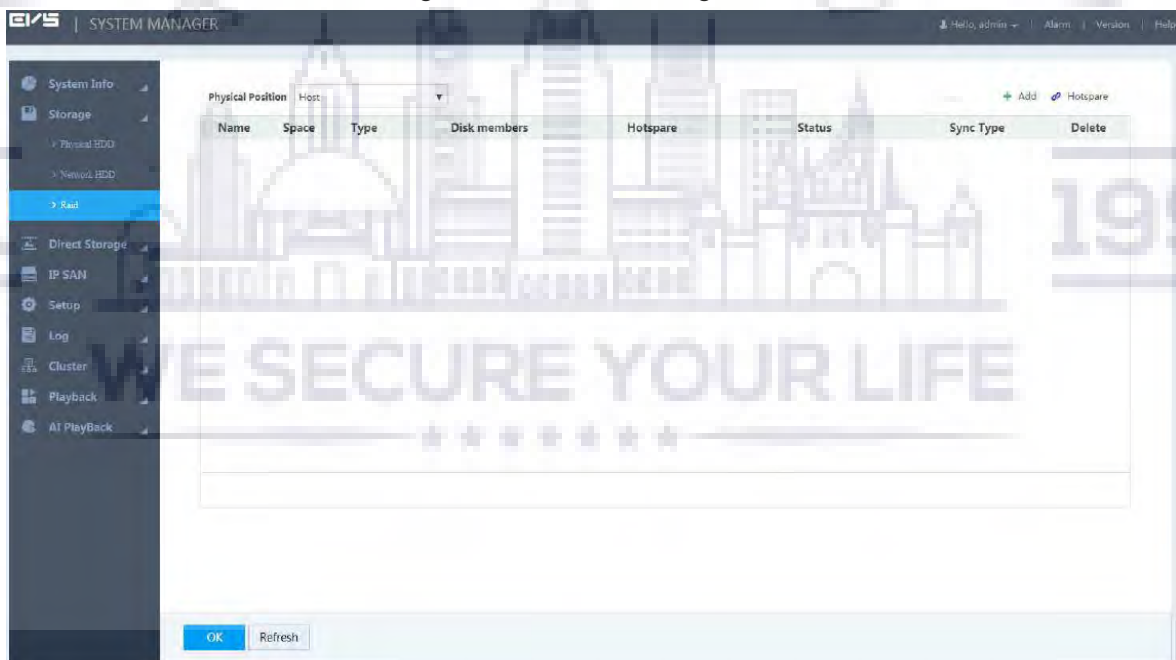 EIVS | SYSTEM MANAGER
Hello, admin | Alarm | Version | Help
System Info
Storage
> Physical HDD
> Network HDD
> Raid
Direct Storage
IP SAN
Setup
Log
Cluster
Playback
AI PlayBack
Physical Position Host
+ Add Hotspare
Name Space Type Disk members Hotspare Status Sync Type Delete
19
WE SECURE YOUR LIFE
OK Refresh